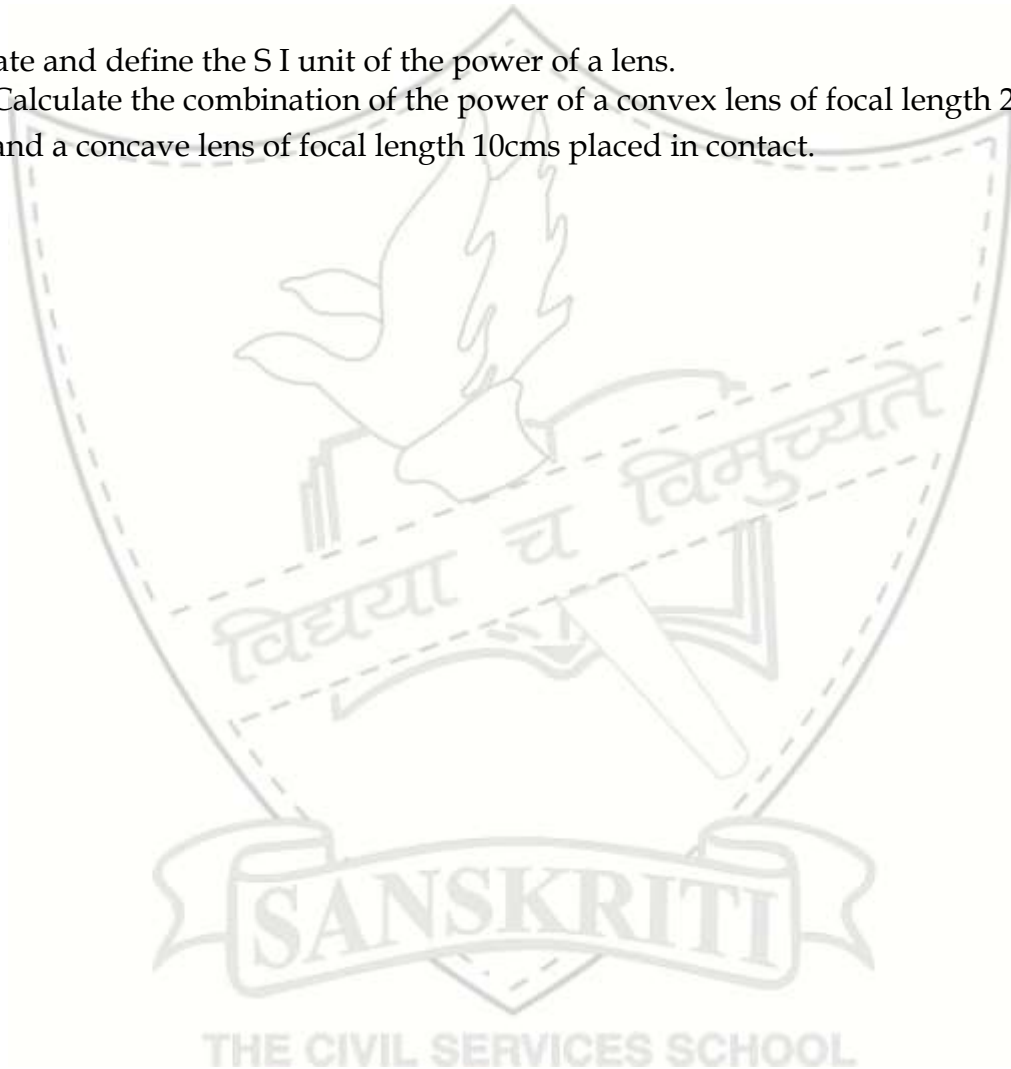 ate and define the S I unit of the power of a lens.
Calculate the combination of the power of a convex lens of focal length 2
and a concave lens of focal length 10cms placed in contact.
विद्यया च विमुच्यते
SANSKRITI
THE CIVIL SERVICES SCHOOL